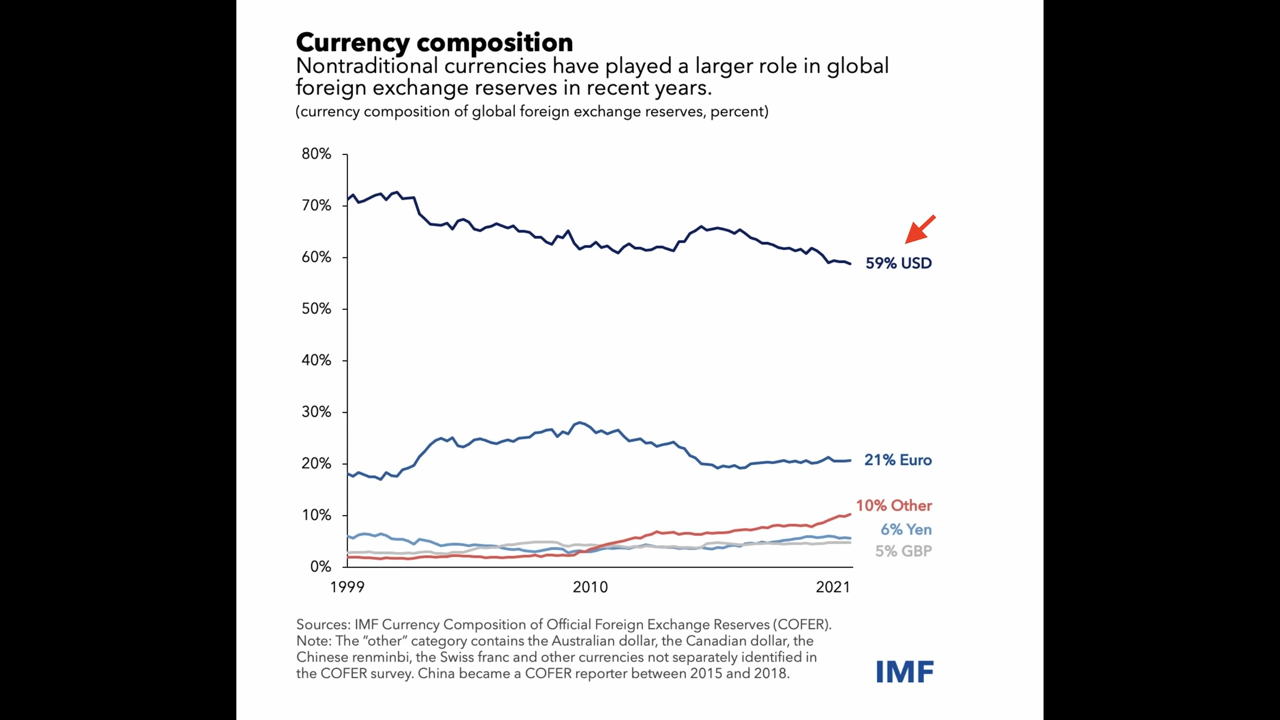 Currency composition
Nontraditional currencies have played a larger role in global
foreign exchange reserves in recent years.
(currency composition of global foreign exchange reserves, percent)
80%
70%
60%
50%
40%
30%
20%
10%
0%
59% USD
21% Euro
10% Other
6% Yen
5% GBP
1999
2010
2021
Sources: IMF Currency Composition of Official Foreign Exchange Reserves (COFER).
Note: The “other” category contains the Australian dollar, the Canadian dollar, the
Chinese renminbi, the Swiss franc and other currencies not separately identified in
the COFER survey. China became a COFER reporter between 2015 and 2018.
IMF